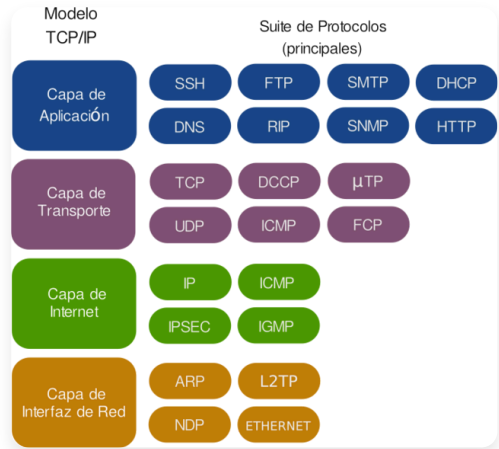 Modelo
TCP/IP
Suite de Protocolos
(principales)
Capa de
Aplicación
SSH FTP SMTP DHCP
DNS RIP SNMP HTTP
Capa de
Transporte
TCP DCCP µTP
UDP ICMP FCP
Capa de
Internet
IP ICMP
IPSEC IGMP
Capa de
Interfaz de Red
ARP L2TP
NDP ETHERNET